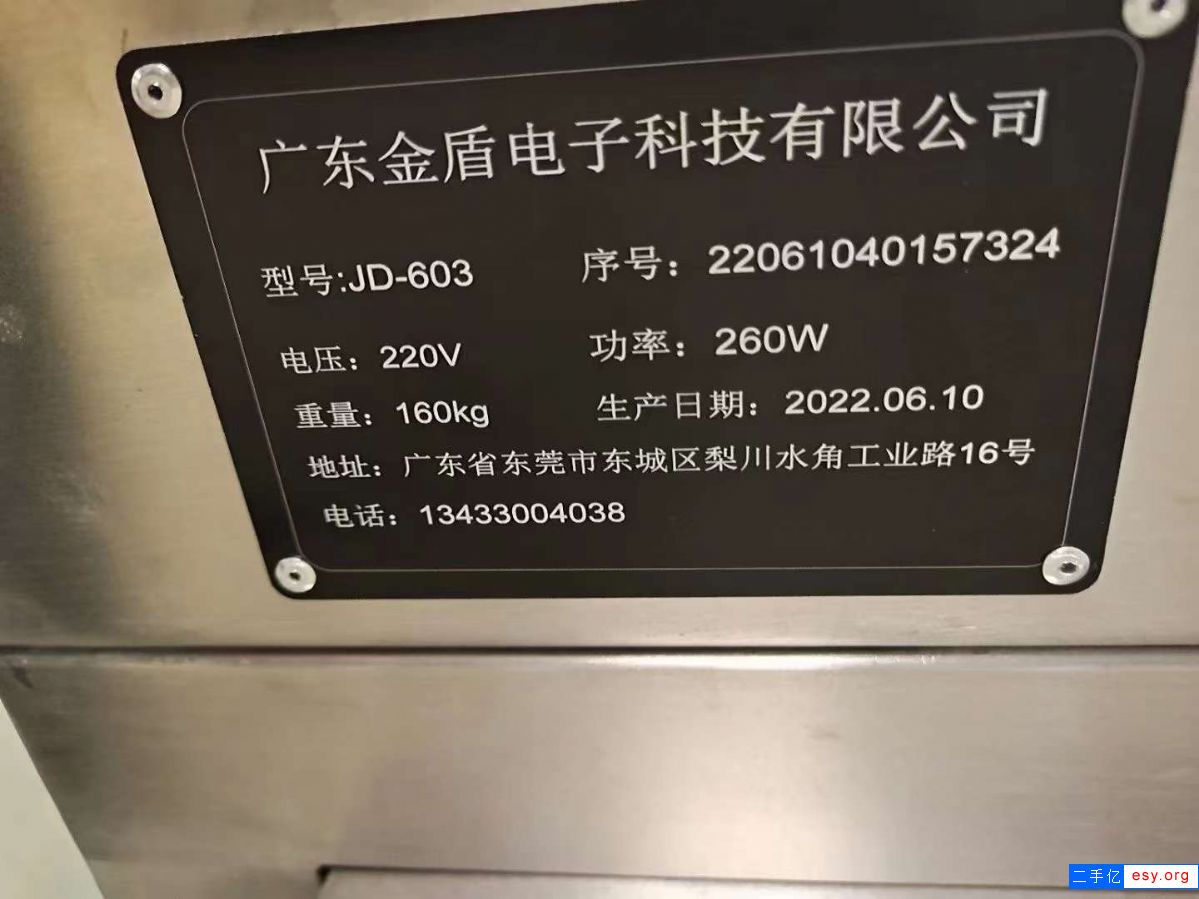 广东金盾电子科技有限公司
型号:JD-603 序号：22061040157324
电压：220V 功率：260W
重量：160kg 生产日期：2022.06.10
地址：广东省东莞市东城区梨川水角工业路16号
电话：13433004038
二手亿 esy.org